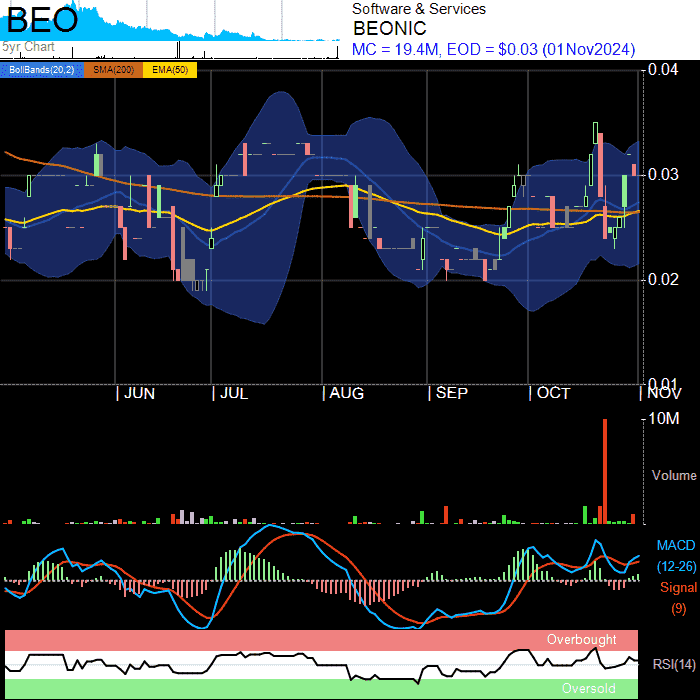 BEO
5yr Chart
Software & Services
BEONIC
MC = 19.4M, EOD = $0.03 (01Nov2024)
BollBands(20,2) SMA(200) EMA(50)
0.04
0.03
0.02
0.01
JUN JUL AUG SEP OCT NOV
10M
Volume
MACD
(12-26)
Signal
(9)
Overbought
RSI(14)
Oversold